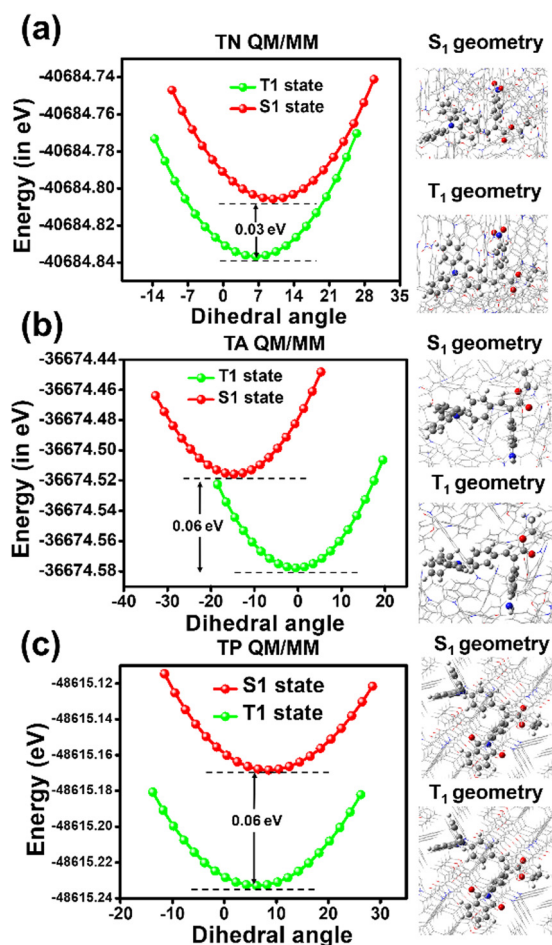 (a)
TN QM/MM
T1 state
S1 state
0.03 eV
Energy (in eV)
-40684.74
-40684.76
-40684.78
-40684.80
-40684.82
-40684.84
-14 -7 0 7 14 21 28 35
Dihedral angle
S1 geometry
T1 geometry
(b)
TA QM/MM
T1 state
S1 state
0.06 eV
Energy (in eV)
-36674.44
-36674.46
-36674.48
-36674.50
-36674.52
-36674.54
-36674.56
-36674.58
-40 -30 -20 -10 0 10 20
Dihedral angle
S1 geometry
T1 geometry
(c)
TP QM/MM
S1 state
T1 state
0.06 eV
Energy (eV)
-48615.12
-48615.14
-48615.16
-48615.18
-48615.20
-48615.22
-48615.24
-20 -10 0 10 20 30
Dihedral angle
S1 geometry
T1 geometry